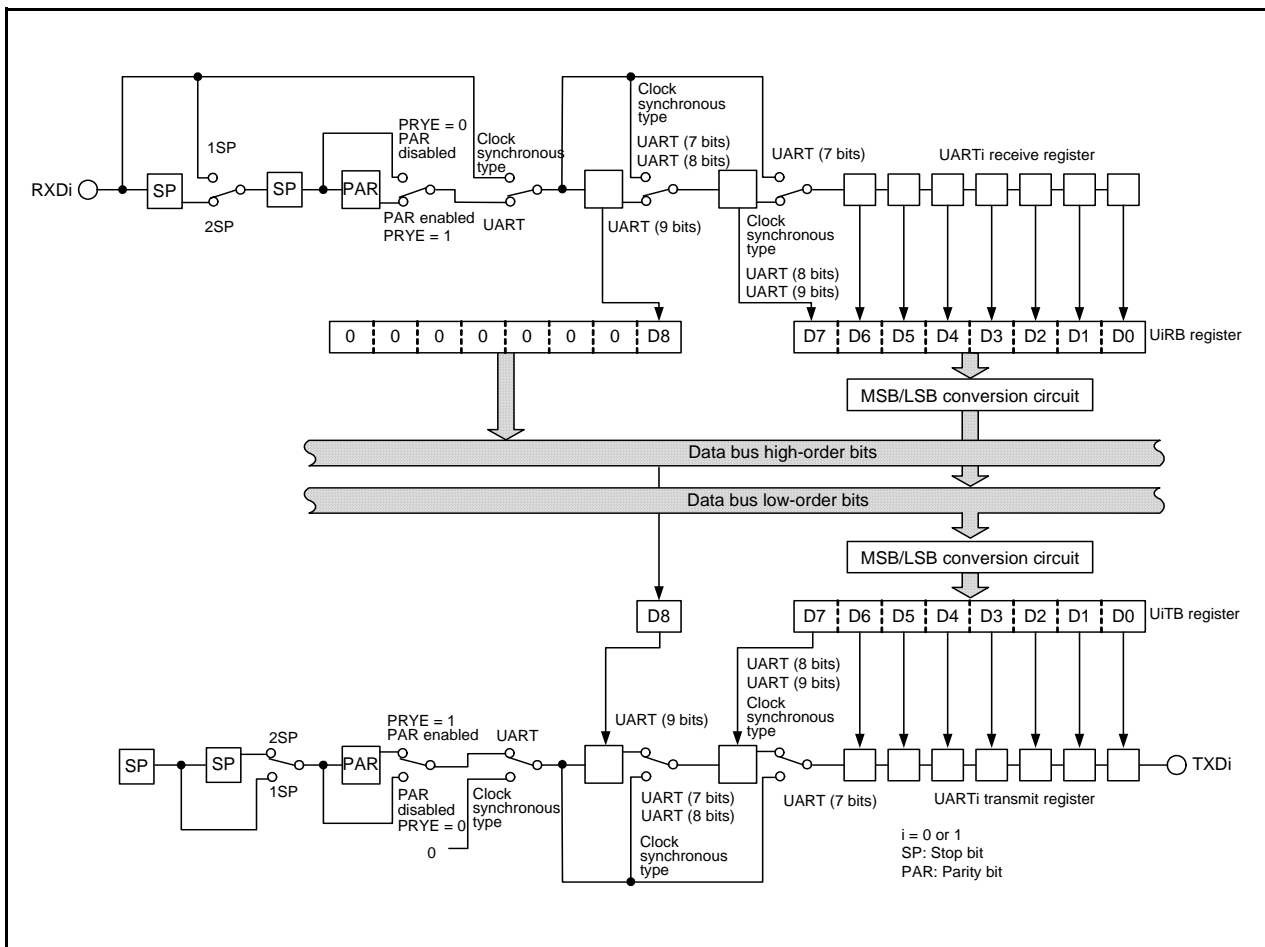 Clock
synchronous
type
PRYE = 0
PAR
disabled
Clock
synchronous
type
1SP
UART (7 bits)
UART (8 bits)
UART (7 bits)
UARTi receive register
RXDi
SP
SP
PAR
2SP
PAR enabled
PRYE = 1
UART
UART (9 bits)
Clock
synchronous
type
UART (8 bits)
UART (9 bits)
0 0 0 0 0 0 0 D8
D7 D6 D5 D4 D3 D2 D1 D0
UiRB register
MSB/LSB conversion circuit
Data bus high-order bits
Data bus low-order bits
MSB/LSB conversion circuit
D8
D7 D6 D5 D4 D3 D2 D1 D0
UiTB register
UART (8 bits)
UART (9 bits)
Clock
synchronous
type
PRYE = 1
PAR enabled
UART
UART (9 bits)
2SP
SP
SP
PAR
TXDi
1SP
PAR
disabled
PRYE = 0
Clock
synchronous
type
0
UART (7 bits)
UART (8 bits)
UART (7 bits)
UARTi transmit register
Clock
synchronous
type
i = 0 or 1
SP: Stop bit
PAR: Parity bit